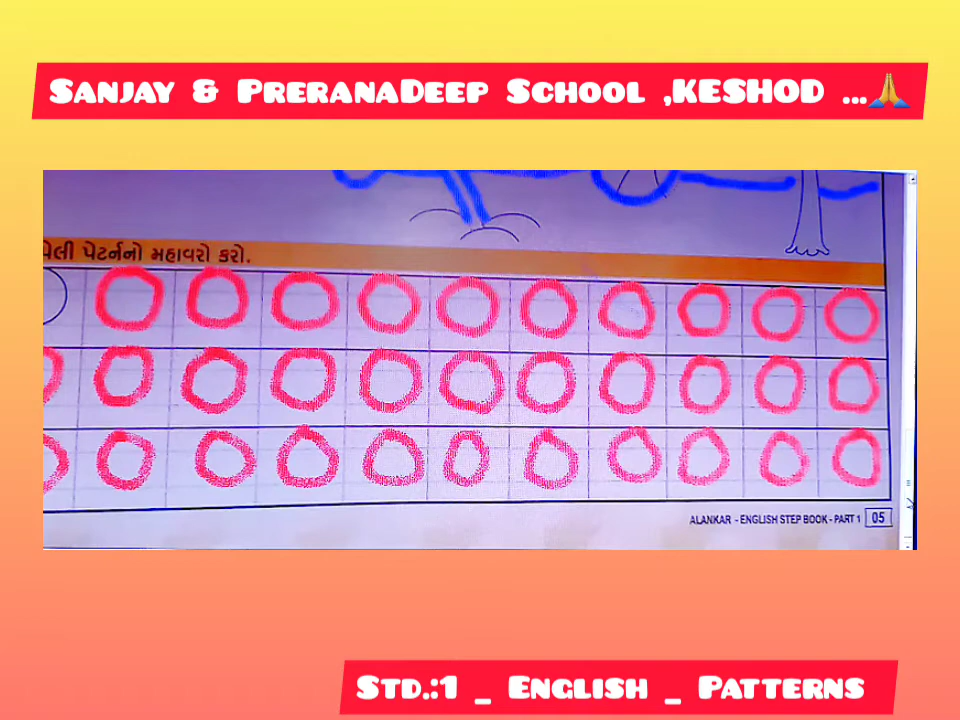 SANJAY & PRERANADEEP SCHOOL ,KESHOD ...🙏
પેટર્નનો મહાવરો કરો.
ALANKAR - ENGLISH STEP BOOK - PART 1 05
STD.:1 _ ENGLISH _ PATTERNS